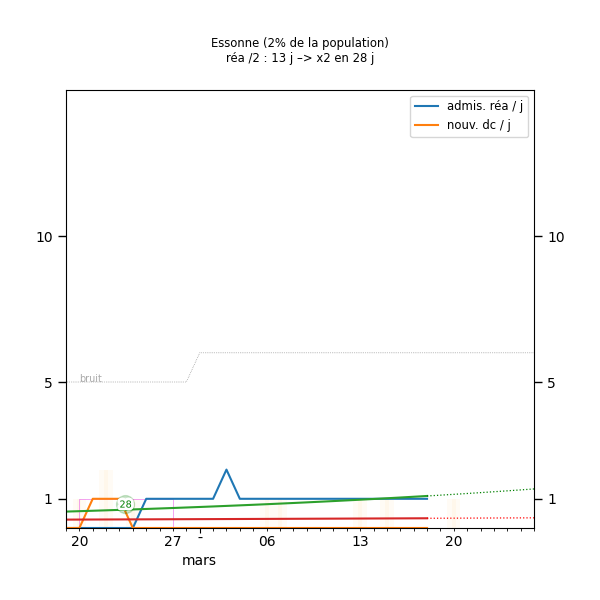 Essonne (2% de la population)
réa /2 : 13 j –> x2 en 28 j
admis. réa / j
nouv. dc / j
10
10
5
5
bruit
28
1
1
20
27
-
06
13
20
mars